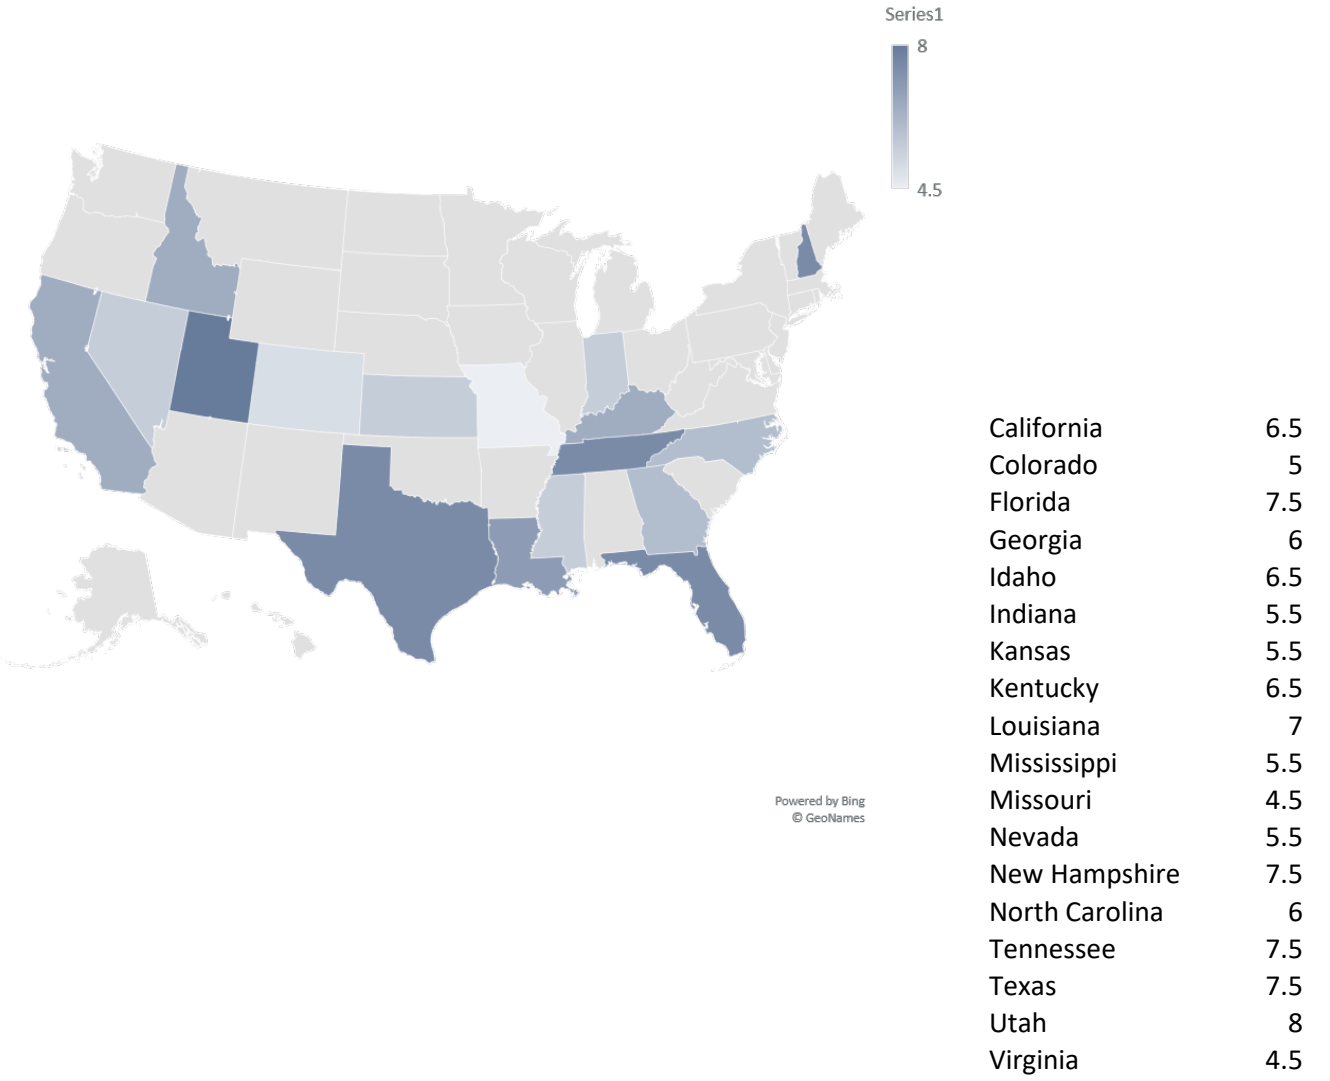 Series1
8
4.5
California 6.5
Colorado 5
Florida 7.5
Georgia 6
Idaho 6.5
Indiana 5.5
Kansas 5.5
Kentucky 6.5
Louisiana 7
Mississippi 5.5
Missouri 4.5
Nevada 5.5
New Hampshire 7.5
North Carolina 6
Tennessee 7.5
Texas 7.5
Utah 8
Virginia 4.5
Powered by Bing
© GeoNames